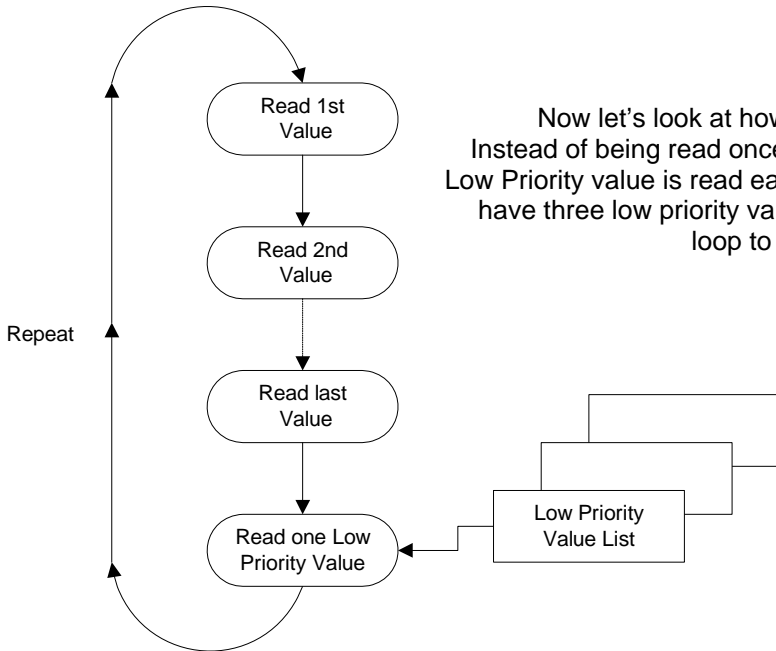 Read 1st
Value
Now let’s look at how
Instead of being read once
Low Priority value is read ea
have three low priority va
loop to
Read 2nd
Value
Repeat
Read last
Value
Low Priority
Value List
Read one Low
Priority Value